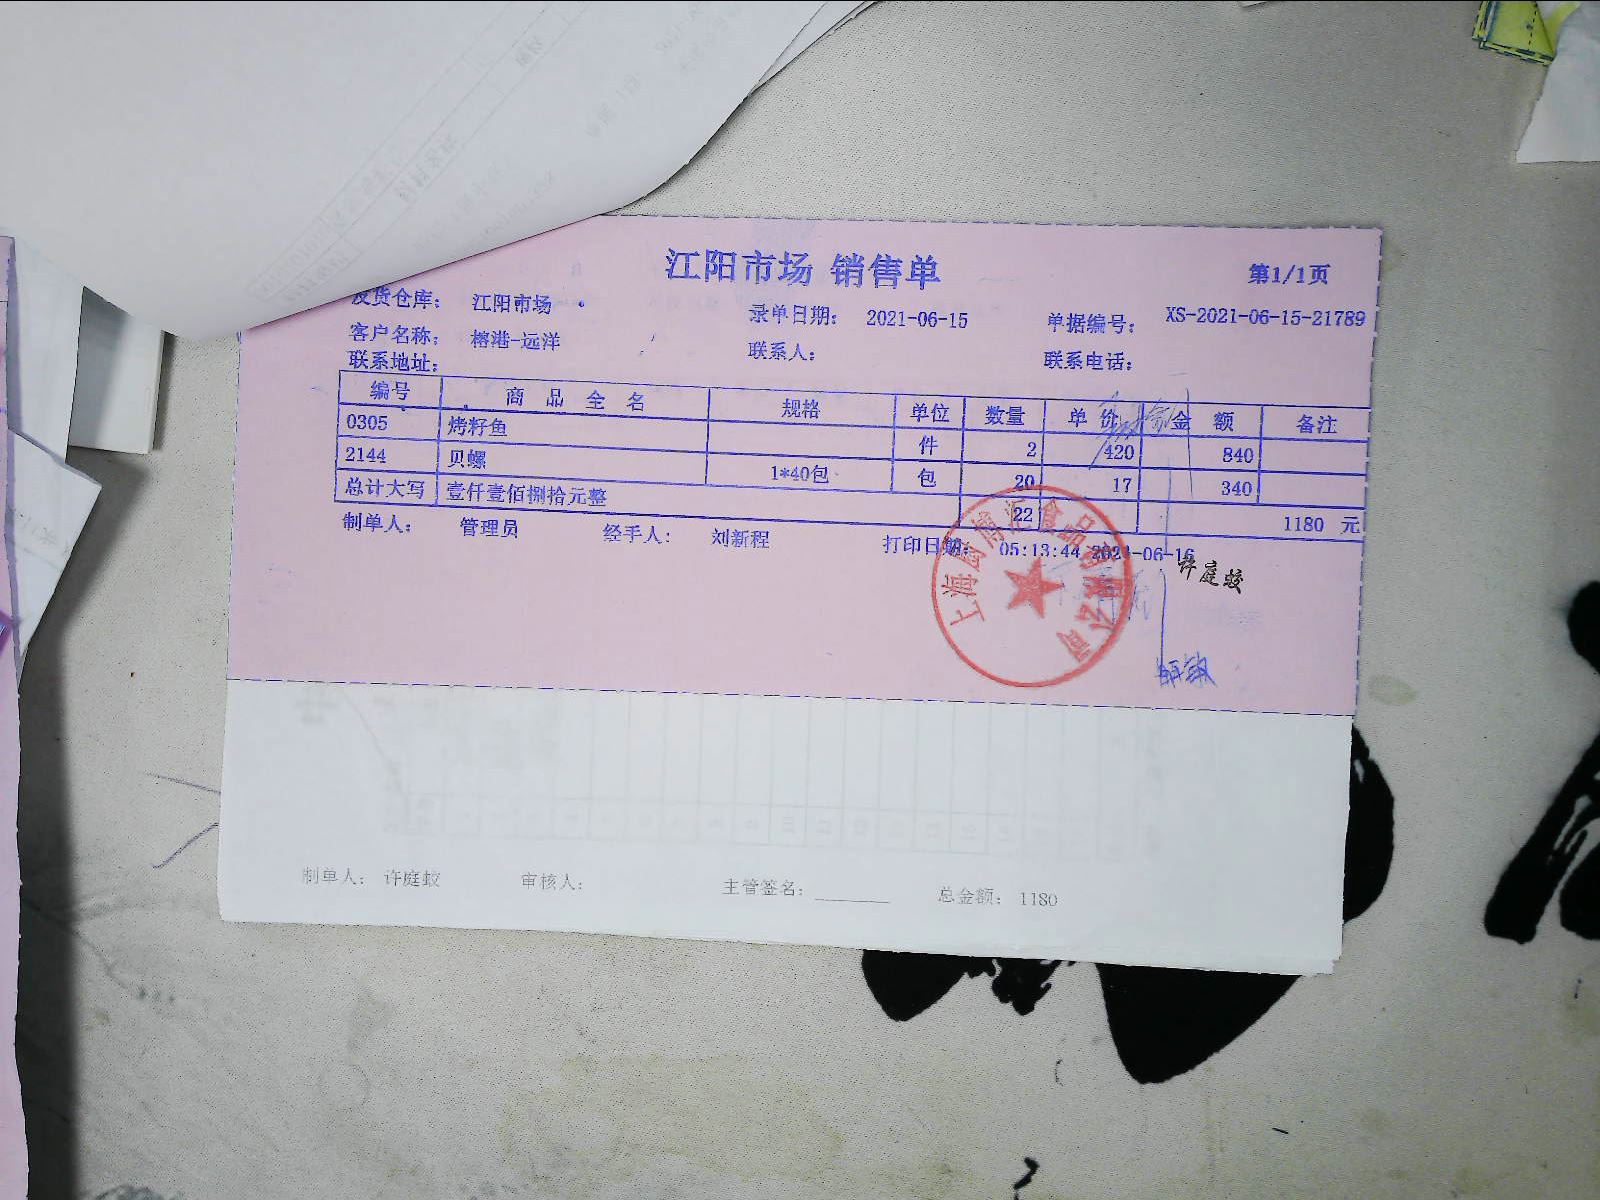 江阳市场 销售单
第1/1页
发货仓库: 江阳市场
录单日期: 2021-06-15
单据编号: XS-2021-06-15-21789
客户名称: 榕港-远洋
联系人:
联系电话:
联系地址:
编号 商品全名 规格 单位 数量 单价 金额 备注
0305 烤籽鱼 件 2 420 840
2144 贝螺 1*40包 包 20 17 340
总计大写 壹仟壹佰捌拾元整 22 1180 元
制单人: 管理员 经手人: 刘新程 打印日期: 05:13:44 2021-06-16
许庭蛟
制单人: 许庭蛟 审核人: 主管签名: 总金额: 1180